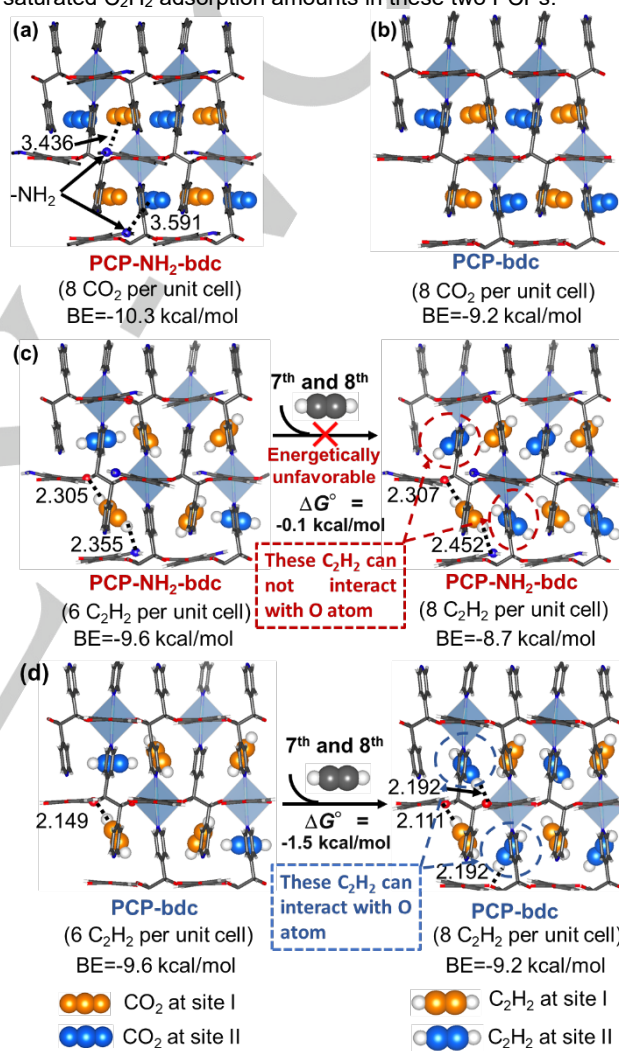 saturated C₂H₂ adsorption amounts in these two PCPs.
(a)
3.436
-NH₂
3.591
PCP-NH₂-bdc
(8 CO₂ per unit cell)
BE=-10.3 kcal/mol
(b)
PCP-bdc
(8 CO₂ per unit cell)
BE=-9.2 kcal/mol
(c)
2.305
2.355
PCP-NH₂-bdc
(6 C₂H₂ per unit cell)
BE=-9.6 kcal/mol
7th and 8th
Energetically
unfavorable
ΔG° =
-0.1 kcal/mol
These C₂H₂ can
not interact
with O atom
2.307
2.452
PCP-NH₂-bdc
(8 C₂H₂ per unit cell)
BE=-8.7 kcal/mol
(d)
2.149
PCP-bdc
(6 C₂H₂ per unit cell)
BE=-9.6 kcal/mol
7th and 8th
ΔG° =
-1.5 kcal/mol
These C₂H₂ can
interact with O
atom
2.192
2.111
2.192
PCP-bdc
(8 C₂H₂ per unit cell)
BE=-9.2 kcal/mol
CO₂ at site I
CO₂ at site II
C₂H₂ at site I
C₂H₂ at site II